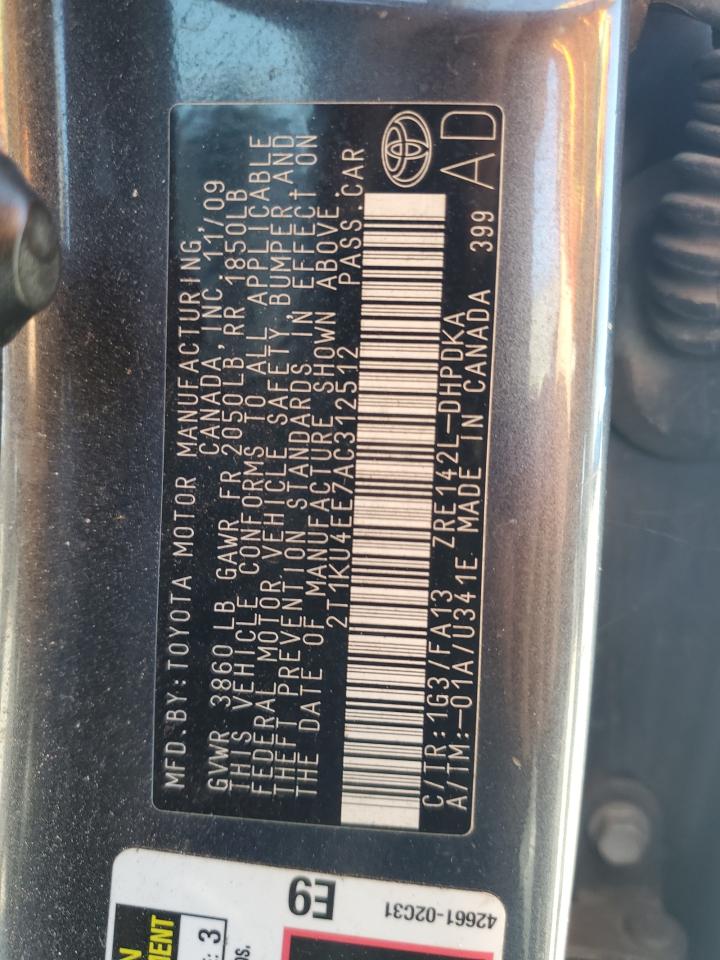 MFD.BY:TOYOTA MOTOR MANUFACTURING,
CANADA, INC. 11/09
GVWR 3860 LB GAWR FR 2050LB, RR 1850LB
THIS VEHICLE CONFORMS TO ALL APPLICABLE
FEDERAL MOTOR VEHICLE SAFETY, BUMPER AND
THEFT PREVENTION STANDARDS IN EFFECT ON
THE DATE OF MANUFACTURE SHOWN ABOVE.
2T1KU4EE7AC312512 PASS.CAR
C/TR:1G3/FA13 ZRE142L-DHPDKA
A/TM:-01A/U341E MADE IN CANADA 399 AD
E9
42661-02C31
3